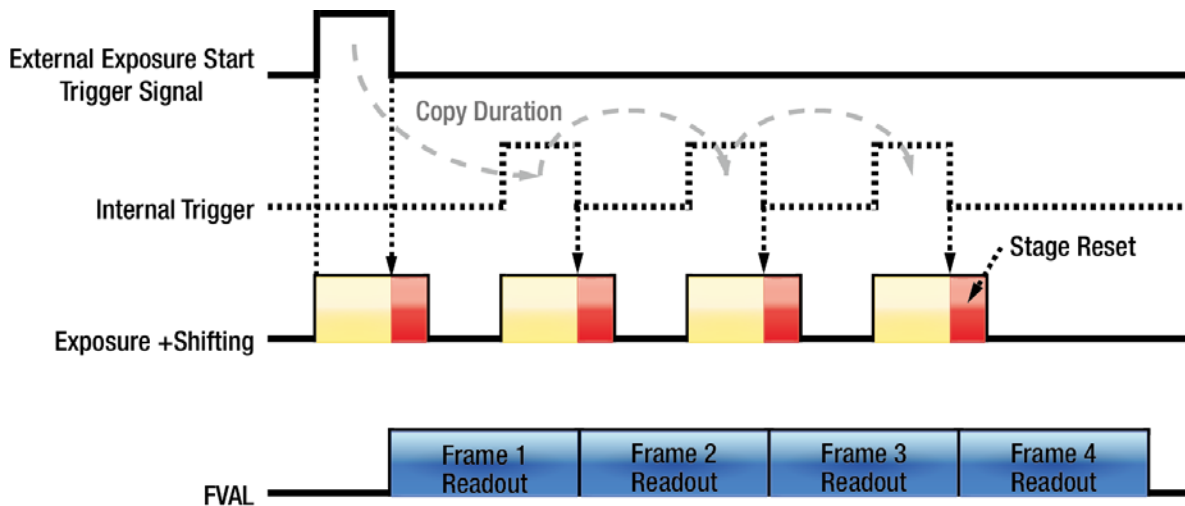 External Exposure Start
Trigger Signal
Copy Duration
Internal Trigger
Stage Reset
Exposure +Shifting
Frame 1
Readout
Frame 2
Readout
Frame 3
Readout
Frame 4
Readout
FVAL